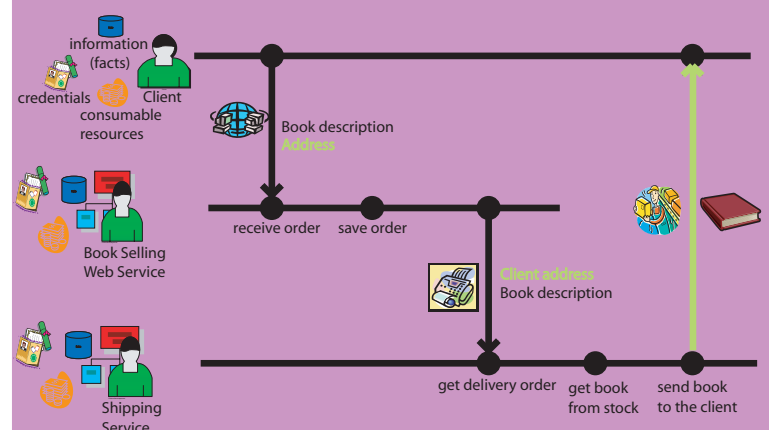 information
(facts)
credentials
Client
consumable
resources
Book description
Address
receive order
save order
Book Selling
Web Service
Client address
Book description
get delivery order
get book
from stock
send book
to the client
Shipping
Service